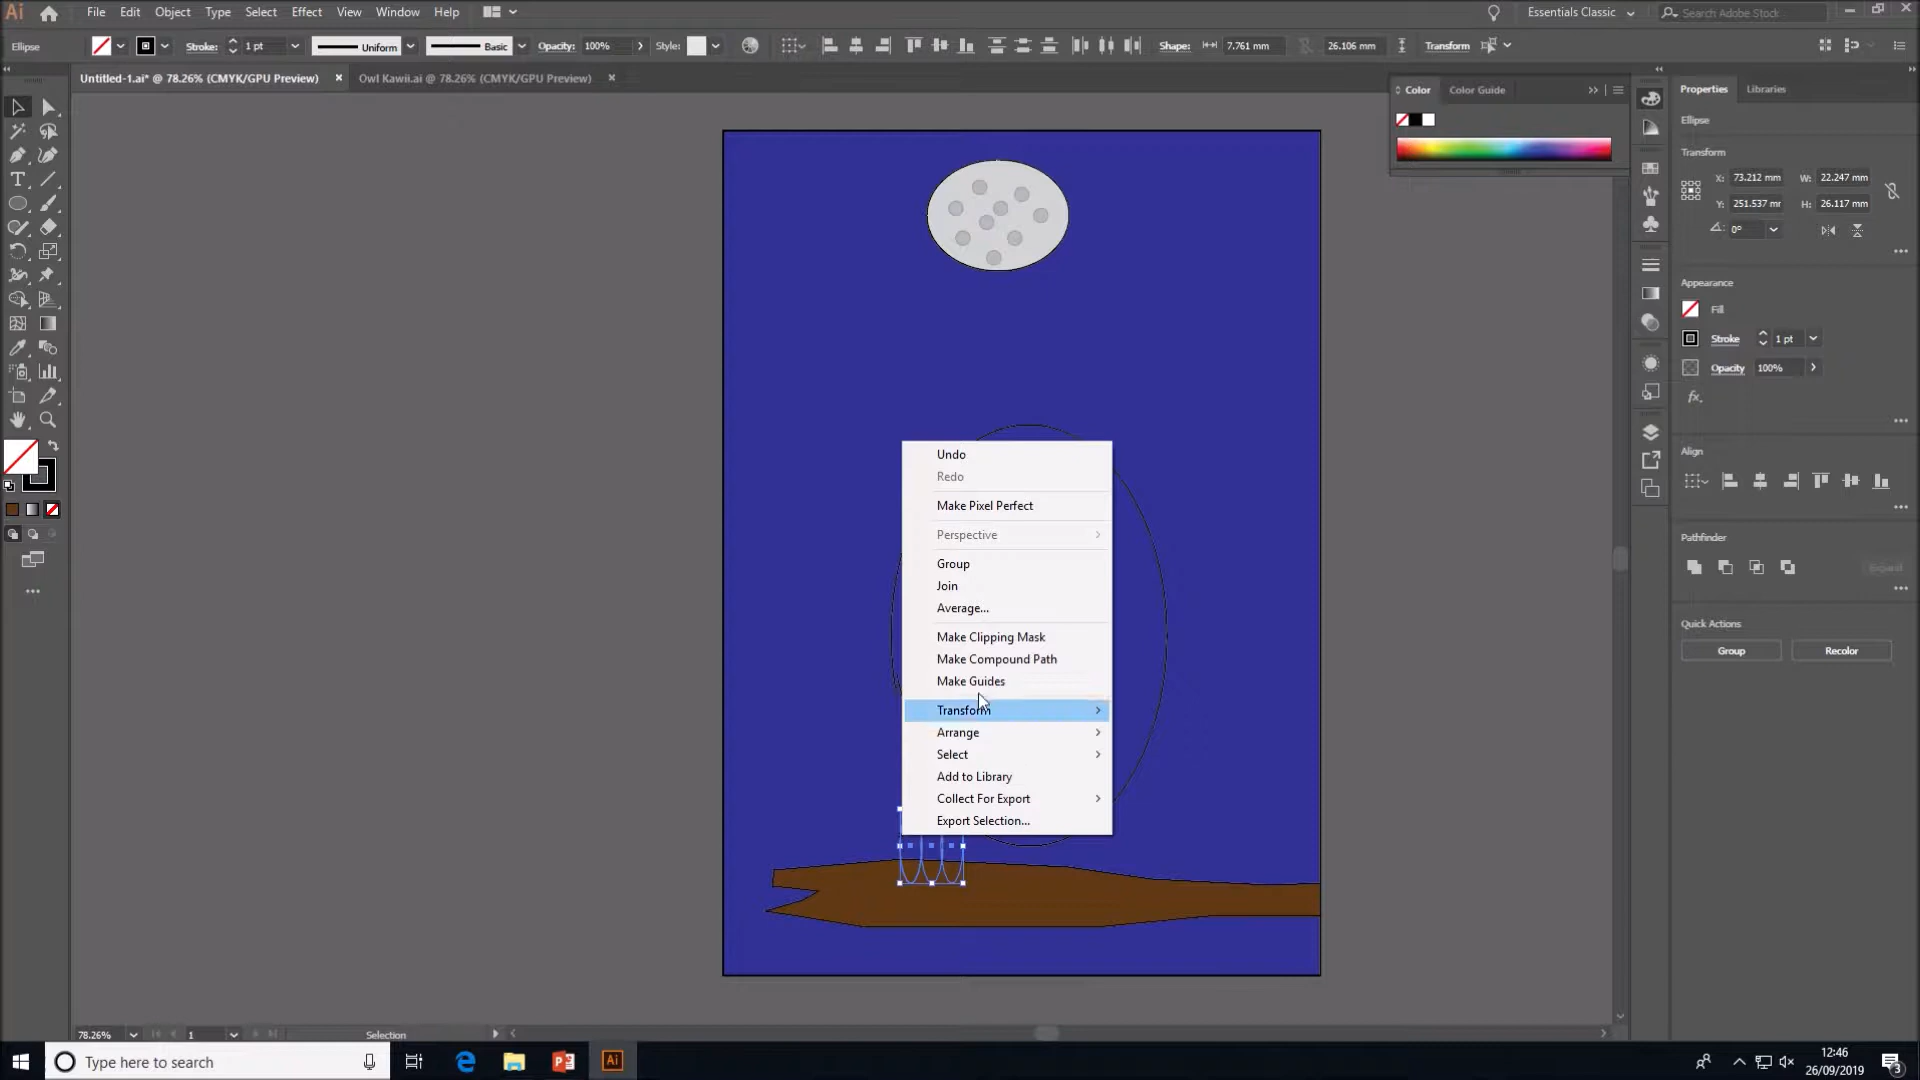 Ai File Edit Object Type Select Effect View Window Help Essentials Classic Search Adobe Stock
Ellipse Stroke: 1 pt Uniform Basic Opacity: 100% Style: Shape: 7.761 mm 26.106 mm Transform
Untitled-1.ai* @ 78.26% (CMYK/GPU Preview) × Owl Kawii.ai @ 78.26% (CMYK/GPU Preview) ×
Color Color Guide
Properties Libraries
Ellipse
Transform
X: 73.212 mm W: 22.247 mm
Y: 251.537 mr H: 26.117 mm
0°
Appearance
Fill
Stroke 1 pt
Opacity 100%
fx.
Align
Pathfinder
Expand
Quick Actions
Group Recolor
Undo
Redo
Make Pixel Perfect
Perspective
Group
Join
Average...
Make Clipping Mask
Make Compound Path
Make Guides
Transform
Arrange
Select
Add to Library
Collect For Export
Export Selection...
78.26% 1 Selection
Type here to search
Ai
12:46
26/09/2019
3